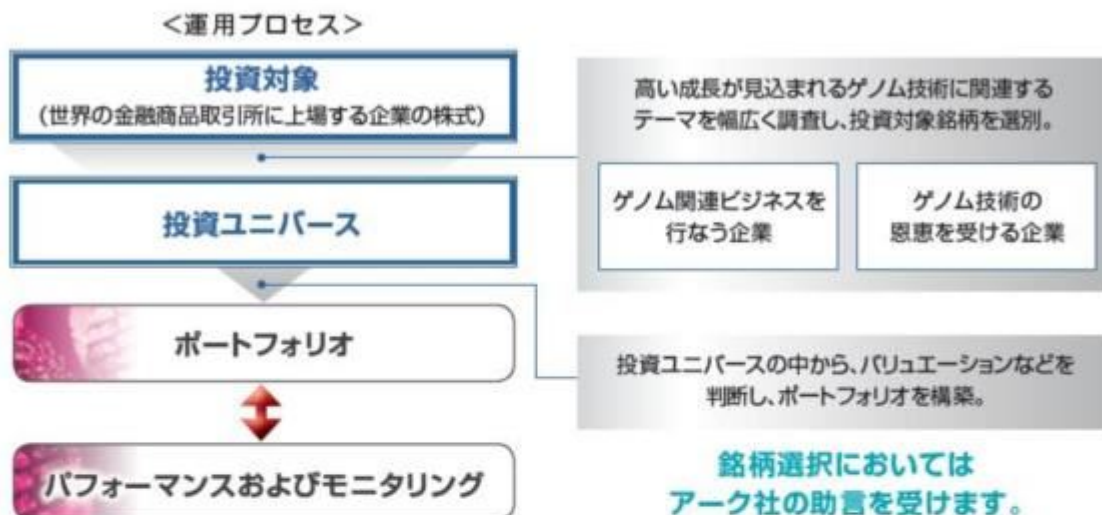 ＜運用プロセス＞
投資対象
（世界の金融商品取引所に上場する企業の株式）
投資ユニバース
ポートフォリオ
パフォーマンスおよびモニタリング
高い成長が見込まれるゲノム技術に関連する
テーマを幅広く調査し、投資対象銘柄を選別。
ゲノム関連ビジネスを
行なう企業
ゲノム技術の
恩恵を受ける企業
投資ユニバースの中から、バリュエーションなどを
判断し、ポートフォリオを構築。
銘柄選択においては
アーク社の助言を受けます。